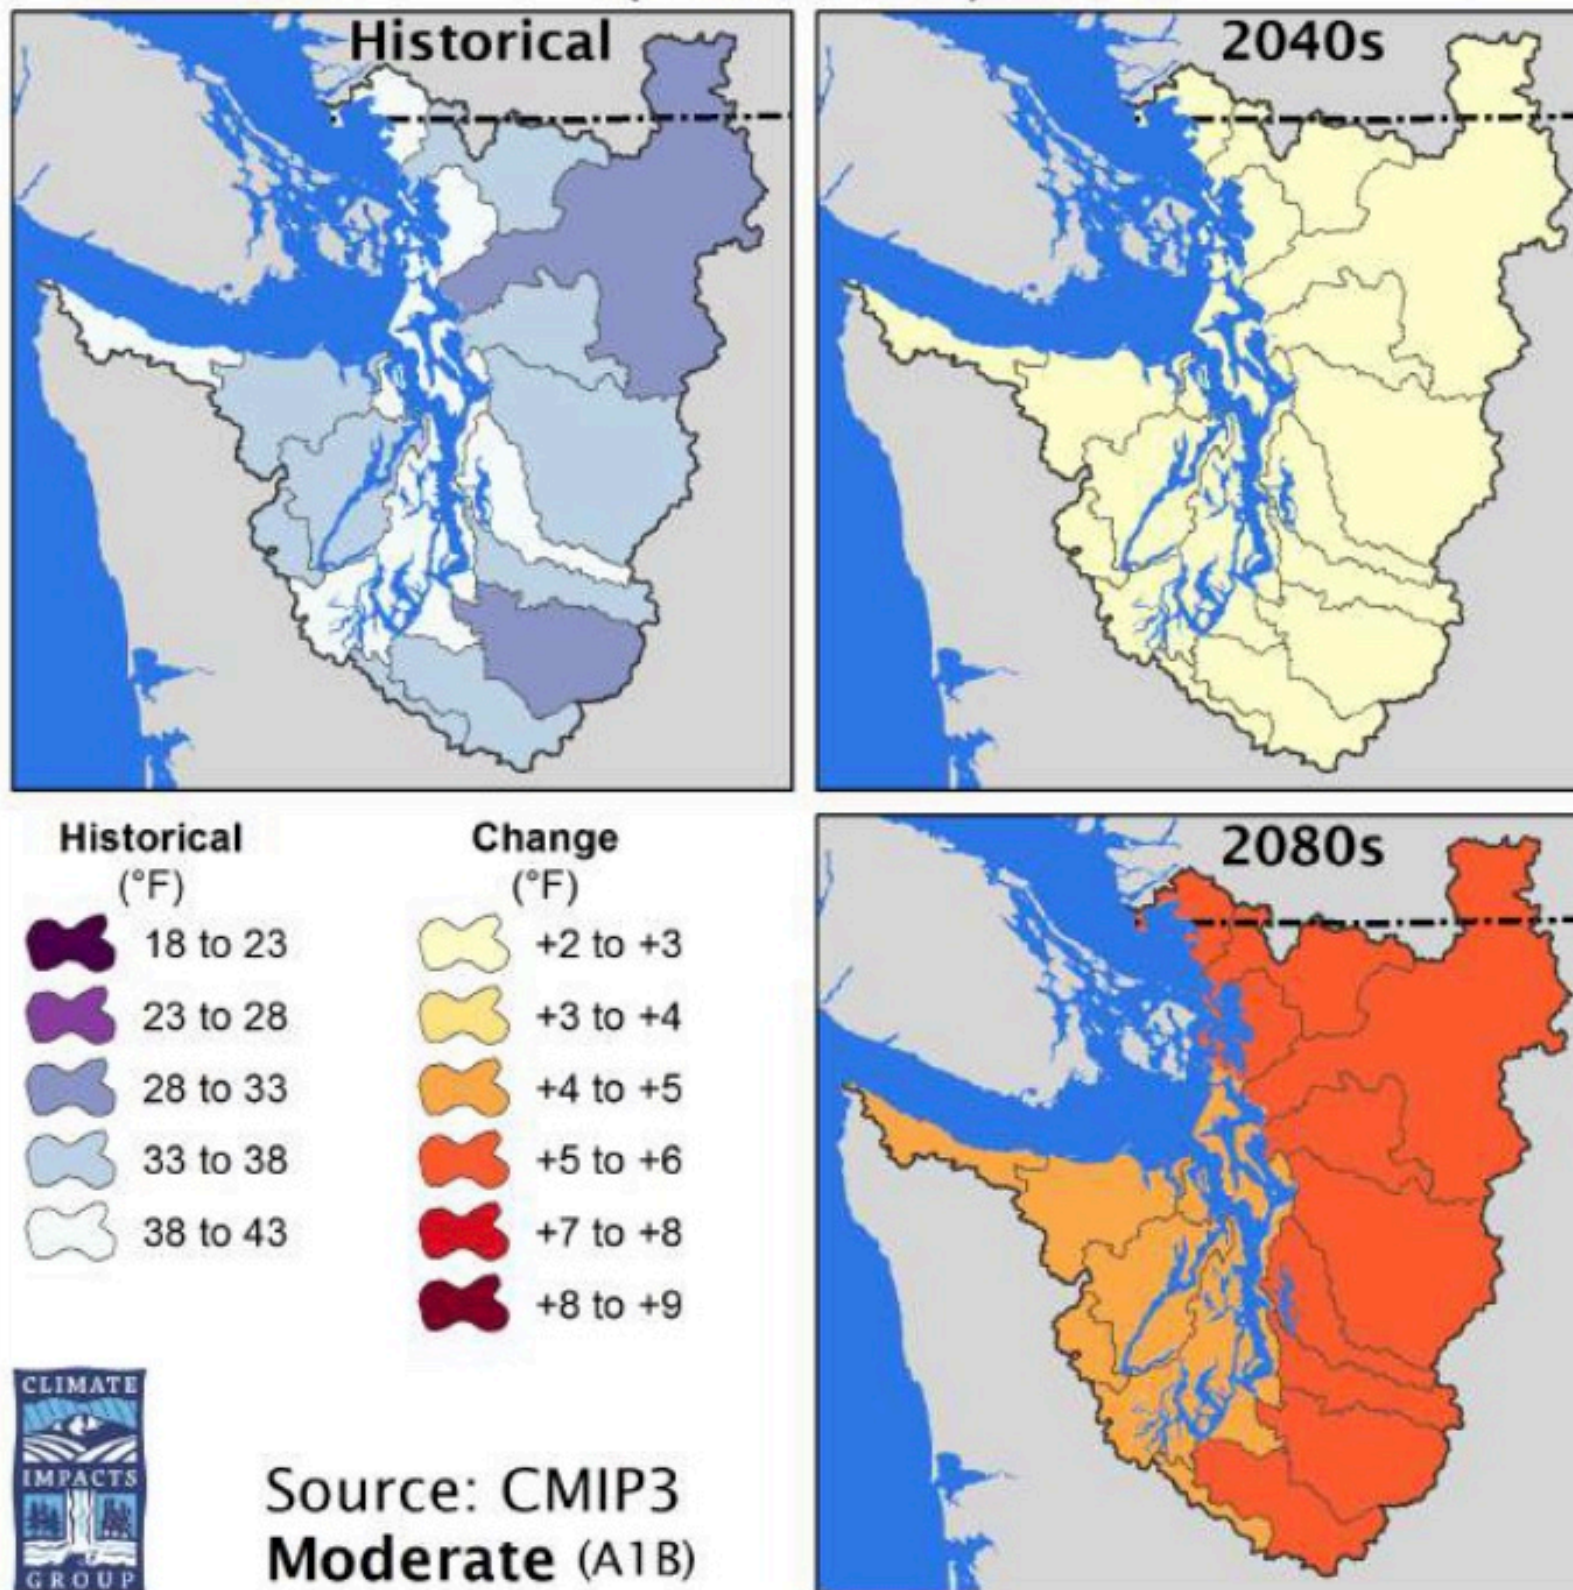 Historical
2040s
Historical
(°F)
18 to 23
23 to 28
28 to 33
33 to 38
38 to 43
Change
(°F)
+2 to +3
+3 to +4
+4 to +5
+5 to +6
+7 to +8
+8 to +9
2080s
CLIMATE
IMPACTS
GROUP
Source: CMIP3
Moderate (A1B)